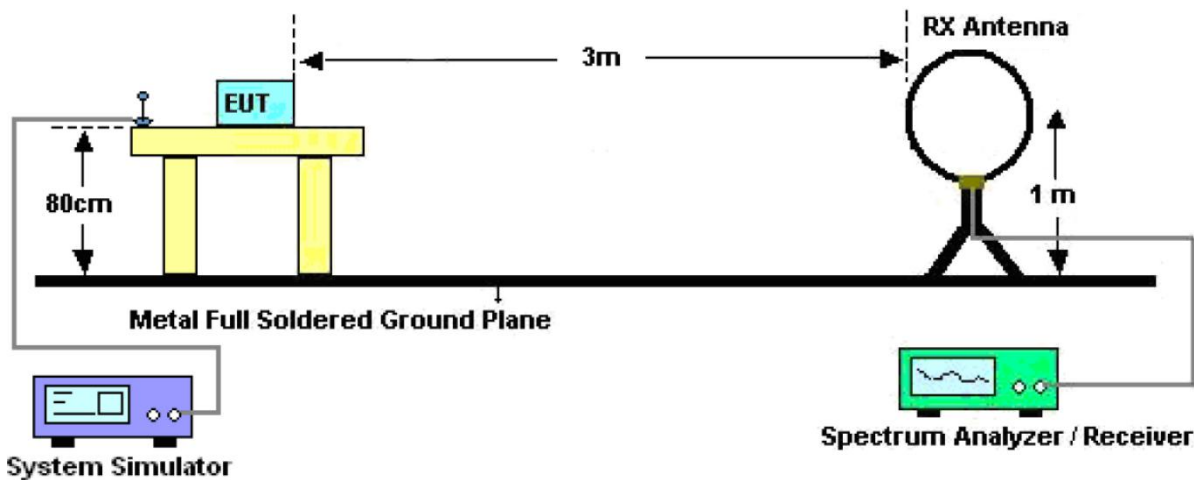 RX Antenna
3m
EUT
80cm
1 m
Metal Full Soldered Ground Plane
System Simulator
Spectrum Analyzer / Receiver